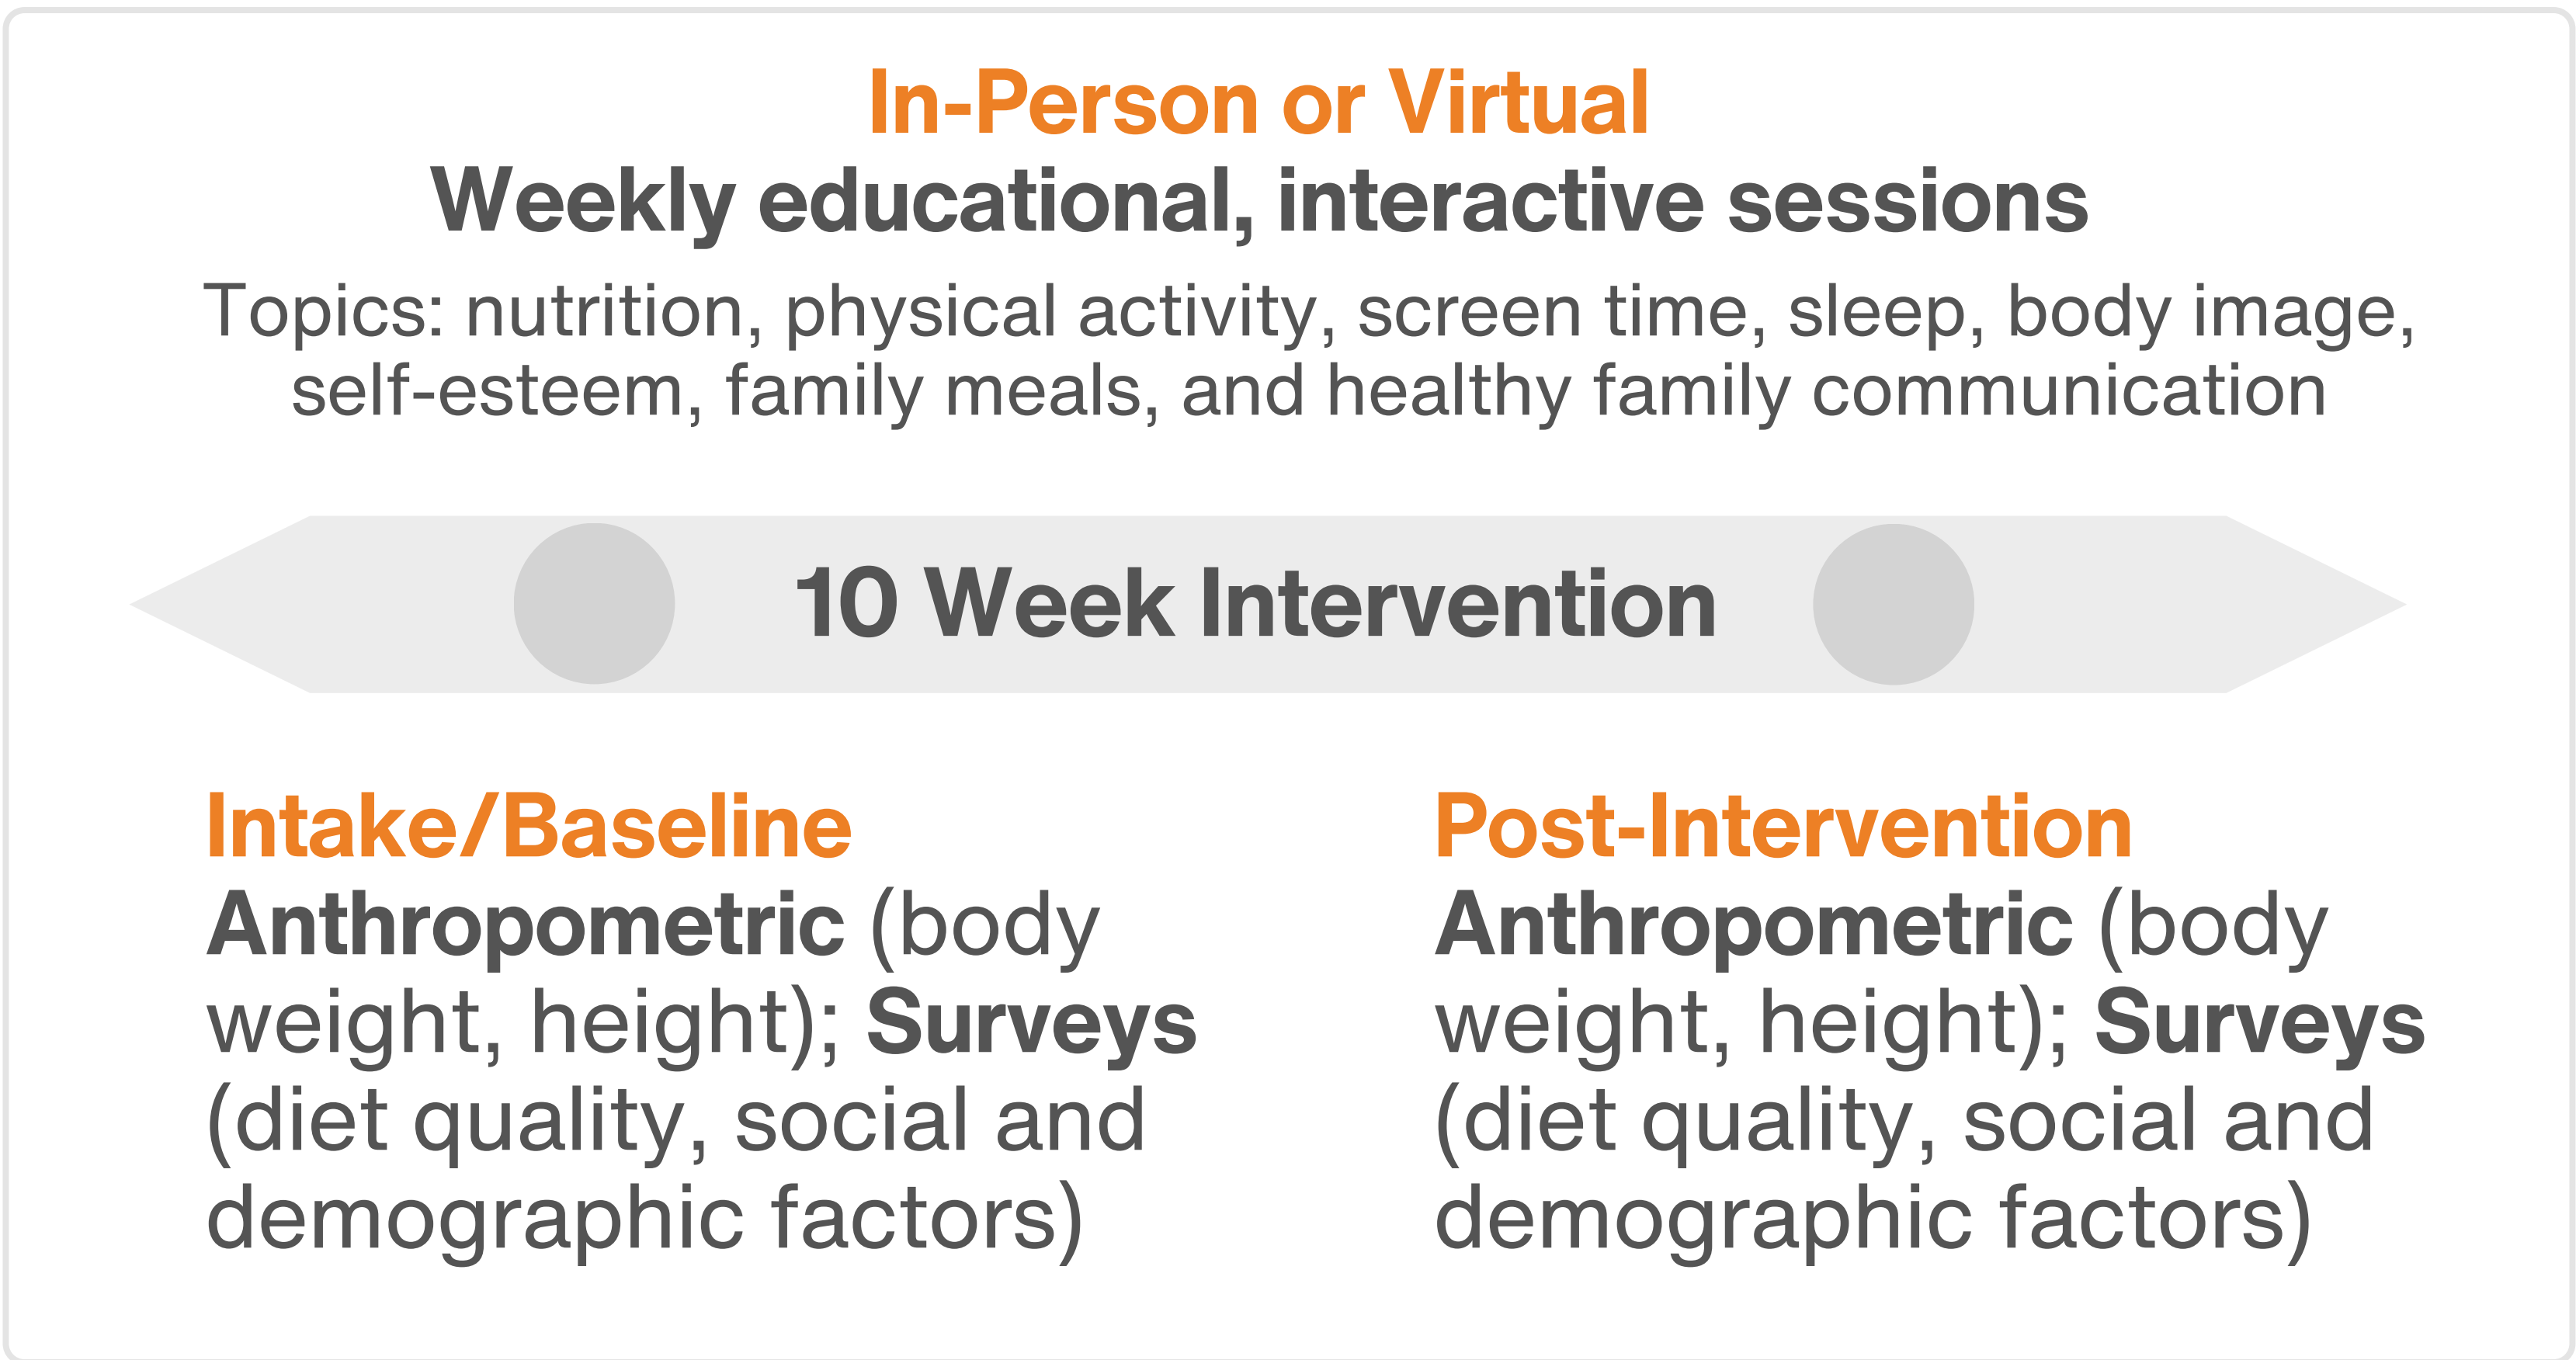 In-Person or Virtual
Weekly educational, interactive sessions
Topics: nutrition, physical activity, screen time, sleep, body image,
self-esteem, family meals, and healthy family communication
10 Week Intervention
Intake/Baseline
Anthropometric (body
weight, height); Surveys
(diet quality, social and
demographic factors)
Post-Intervention
Anthropometric (body
weight, height); Surveys
(diet quality, social and
demographic factors)